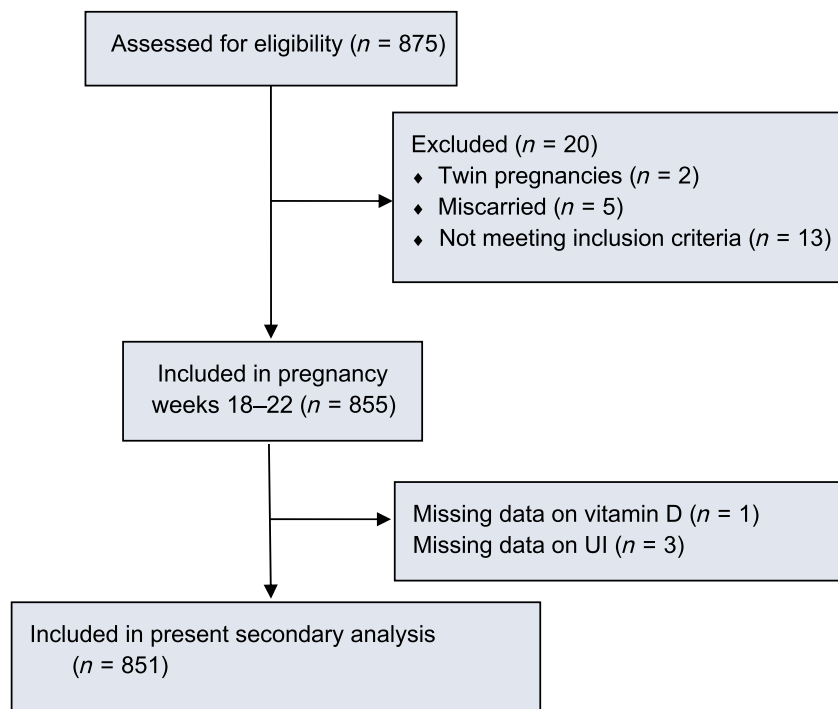 Assessed for eligibility (n = 875)
Excluded (n = 20)
♦ Twin pregnancies (n = 2)
♦ Miscarried (n = 5)
♦ Not meeting inclusion criteria (n = 13)
Included in pregnancy
weeks 18–22 (n = 855)
Missing data on vitamin D (n = 1)
Missing data on UI (n = 3)
Included in present secondary analysis
(n = 851)